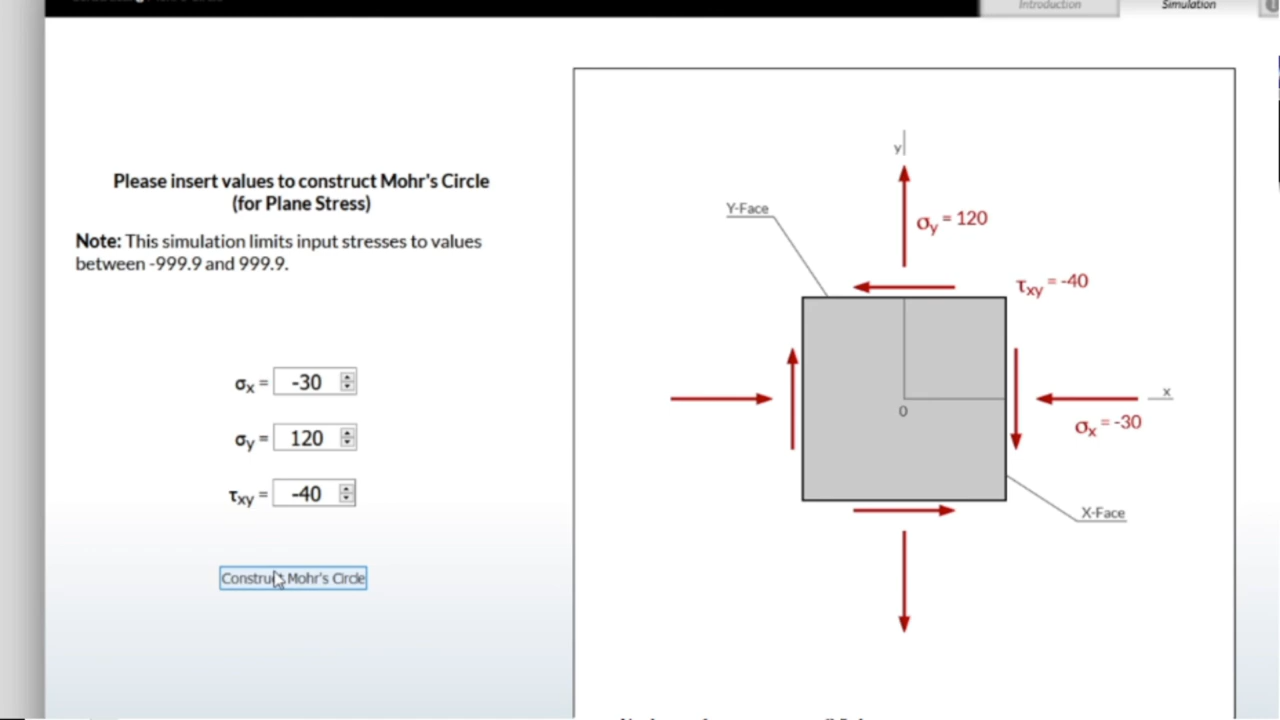 Introduction
Simulation
Please insert values to construct Mohr's Circle
(for Plane Stress)
Note: This simulation limits input stresses to values
between -999.9 and 999.9.
σx = -30
σy = 120
τxy = -40
Construct Mohr's Circle
y
Y-Face
σy = 120
τxy = -40
x
0
σx = -30
X-Face